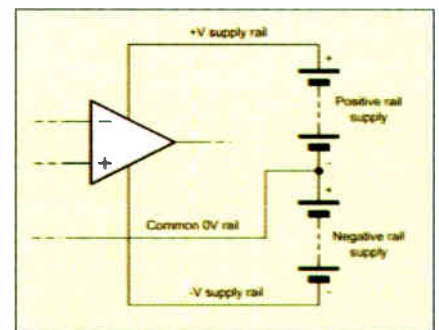 +V supply rail
+
Positive rail
supply
−
+
-
+
Common 0V rail
Negative rail
supply
-V supply rail
-